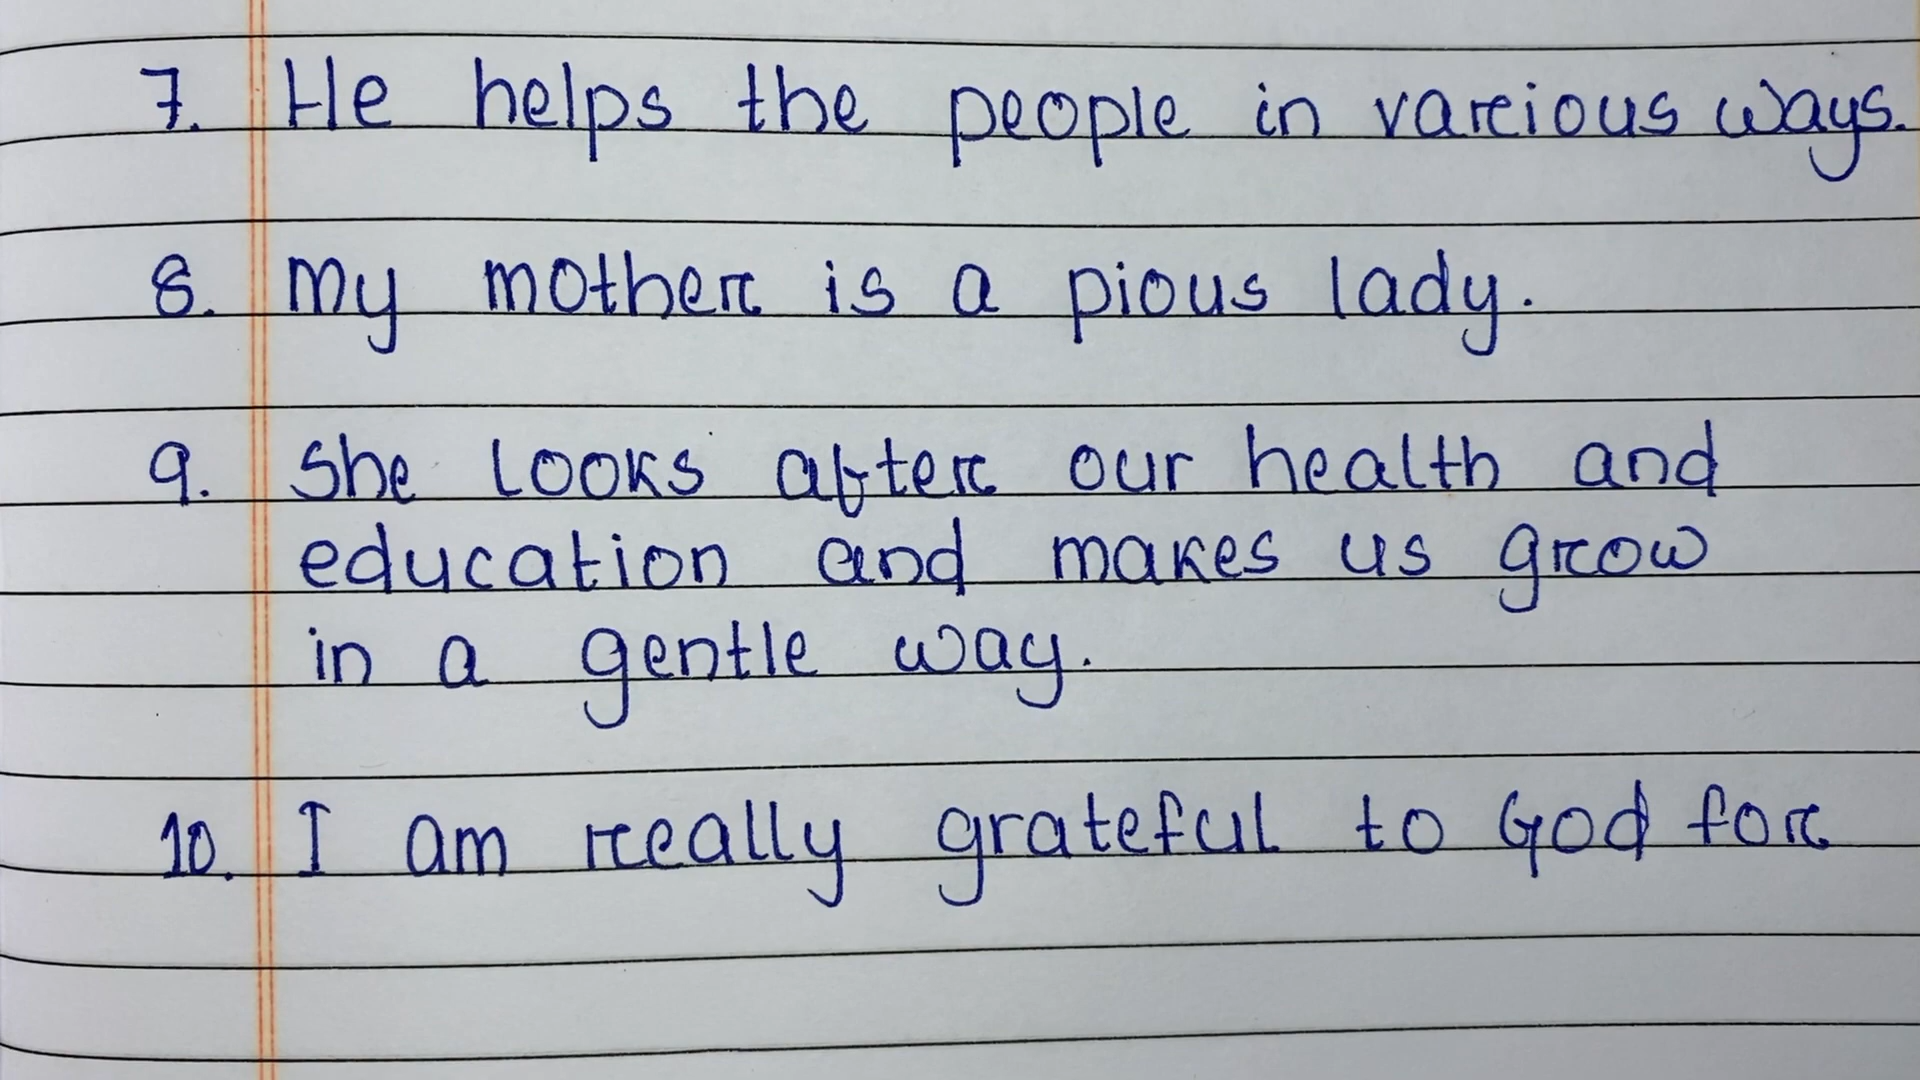 7. He helps the people in various ways.
8. My mother is a pious lady.
9. She looks after our health and
education and makes us grow
in a gentle way.
10. I am really grateful to God for